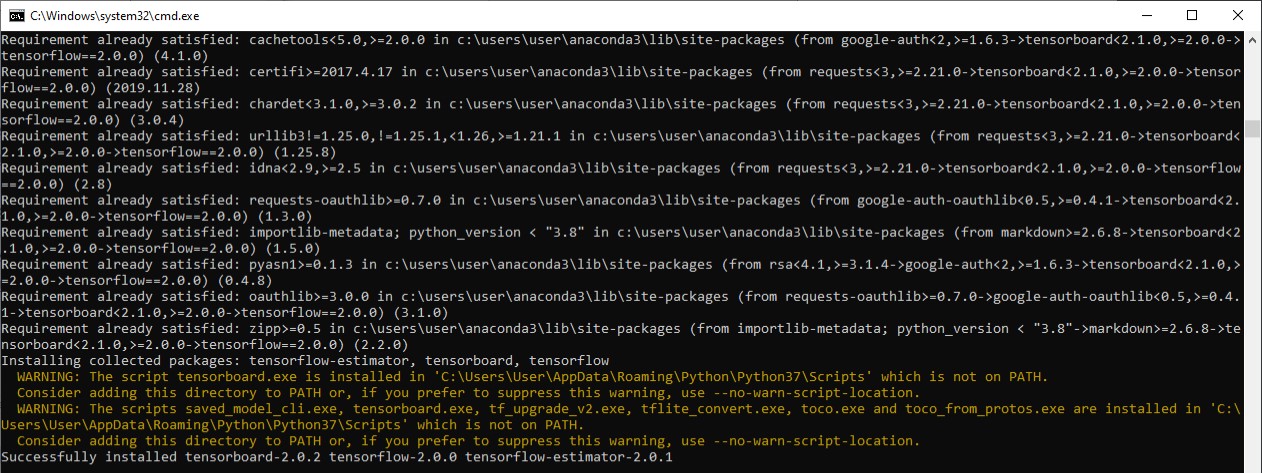 C:\Windows\system32\cmd.exe
Requirement already satisfied: cachetools<5.0,>=2.0.0 in c:\users\user\anaconda3\lib\site-packages (from google-auth<2,>=1.6.3->tensorboard<2.1.0,>=2.0.0->
tensorflow==2.0.0) (4.1.0)
Requirement already satisfied: certifi>=2017.4.17 in c:\users\user\anaconda3\lib\site-packages (from requests<3,>=2.21.0->tensorboard<2.1.0,>=2.0.0->tensor
flow==2.0.0) (2019.11.28)
Requirement already satisfied: chardet<3.1.0,>=3.0.2 in c:\users\user\anaconda3\lib\site-packages (from requests<3,>=2.21.0->tensorboard<2.1.0,>=2.0.0->ten
sorflow==2.0.0) (3.0.4)
Requirement already satisfied: urllib3!=1.25.0,!=1.25.1,<1.26,>=1.21.1 in c:\users\user\anaconda3\lib\site-packages (from requests<3,>=2.21.0->tensorboard<
2.1.0,>=2.0.0->tensorflow==2.0.0) (1.25.8)
Requirement already satisfied: idna<2.9,>=2.5 in c:\users\user\anaconda3\lib\site-packages (from requests<3,>=2.21.0->tensorboard<2.1.0,>=2.0.0->tensorflow
==2.0.0) (2.8)
Requirement already satisfied: requests-oauthlib>=0.7.0 in c:\users\user\anaconda3\lib\site-packages (from google-auth-oauthlib<0.5,>=0.4.1->tensorboard<2.
1.0,>=2.0.0->tensorflow==2.0.0) (1.3.0)
Requirement already satisfied: importlib-metadata; python_version < "3.8" in c:\users\user\anaconda3\lib\site-packages (from markdown>=2.6.8->tensorboard<2
.1.0,>=2.0.0->tensorflow==2.0.0) (1.5.0)
Requirement already satisfied: pyasn1>=0.1.3 in c:\users\user\anaconda3\lib\site-packages (from rsa<4.1,>=3.1.4->google-auth<2,>=1.6.3->tensorboard<2.1.0,>
=2.0.0->tensorflow==2.0.0) (0.4.8)
Requirement already satisfied: oauthlib>=3.0.0 in c:\users\user\anaconda3\lib\site-packages (from requests-oauthlib>=0.7.0->google-auth-oauthlib<0.5,>=0.4.
1->tensorboard<2.1.0,>=2.0.0->tensorflow==2.0.0) (3.1.0)
Requirement already satisfied: zipp>=0.5 in c:\users\user\anaconda3\lib\site-packages (from importlib-metadata; python_version < "3.8"->markdown>=2.6.8->te
nsorboard<2.1.0,>=2.0.0->tensorflow==2.0.0) (2.2.0)
Installing collected packages: tensorflow-estimator, tensorboard, tensorflow
  WARNING: The script tensorboard.exe is installed in 'C:\Users\User\AppData\Roaming\Python\Python37\Scripts' which is not on PATH.
  Consider adding this directory to PATH or, if you prefer to suppress this warning, use --no-warn-script-location.
  WARNING: The scripts saved_model_cli.exe, tensorboard.exe, tf_upgrade_v2.exe, tflite_convert.exe, toco.exe and toco_from_protos.exe are installed in 'C:\
Users\User\AppData\Roaming\Python\Python37\Scripts' which is not on PATH.
  Consider adding this directory to PATH or, if you prefer to suppress this warning, use --no-warn-script-location.
Successfully installed tensorboard-2.0.2 tensorflow-2.0.0 tensorflow-estimator-2.0.1